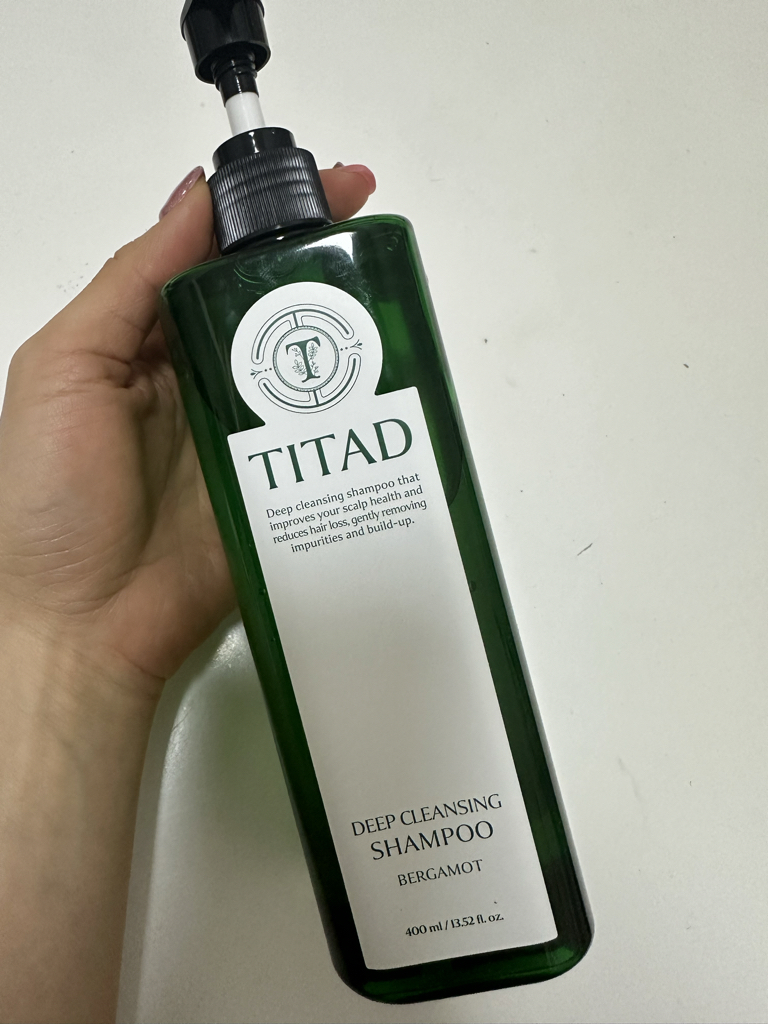 T
TITAD
Deep cleansing shampoo that
improves your scalp health and
reduces hair loss, gently removing
impurities and build-up.
DEEP CLEANSING
SHAMPOO
BERGAMOT
400 ml / 13.52 fl. oz.